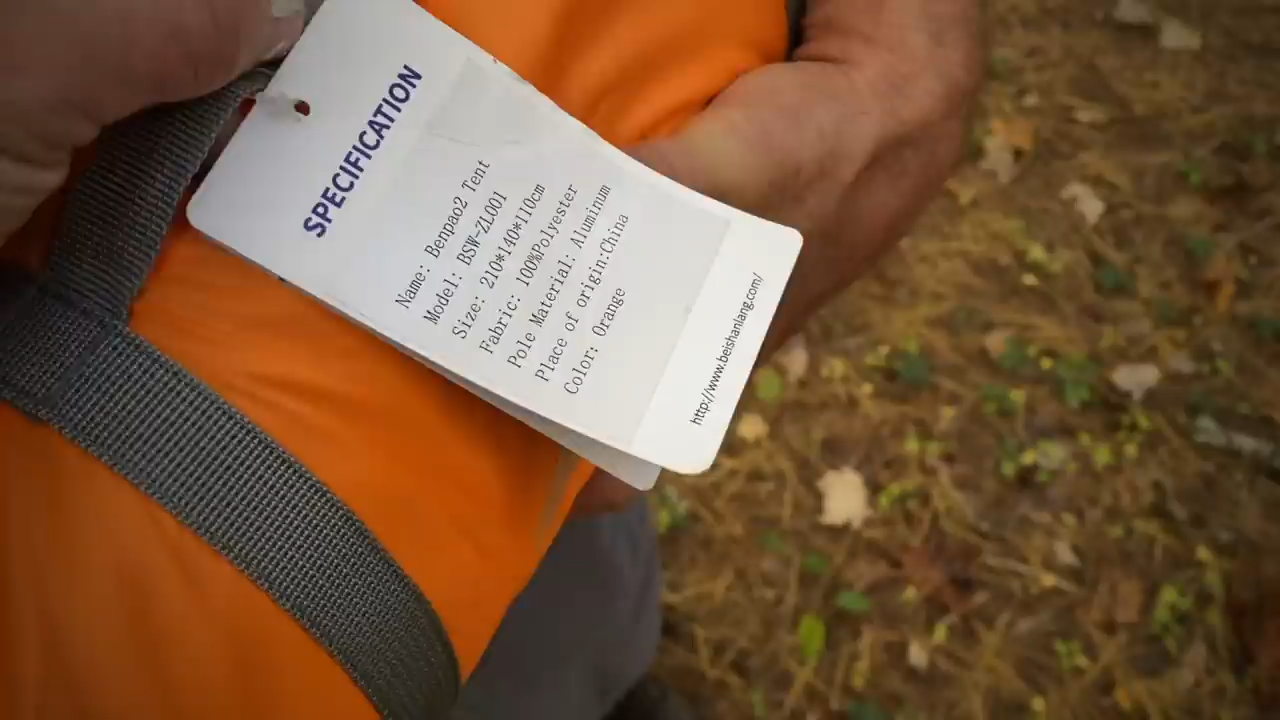 SPECIFICATION
Name: Benpao2 Tent
Model: BSW-ZL001
Size: 210*140*110cm
Fabric: 100%Polyester
Pole Material: Aluminum
Place of origin:China
Color: Orange
http://www.beishanlang.com/